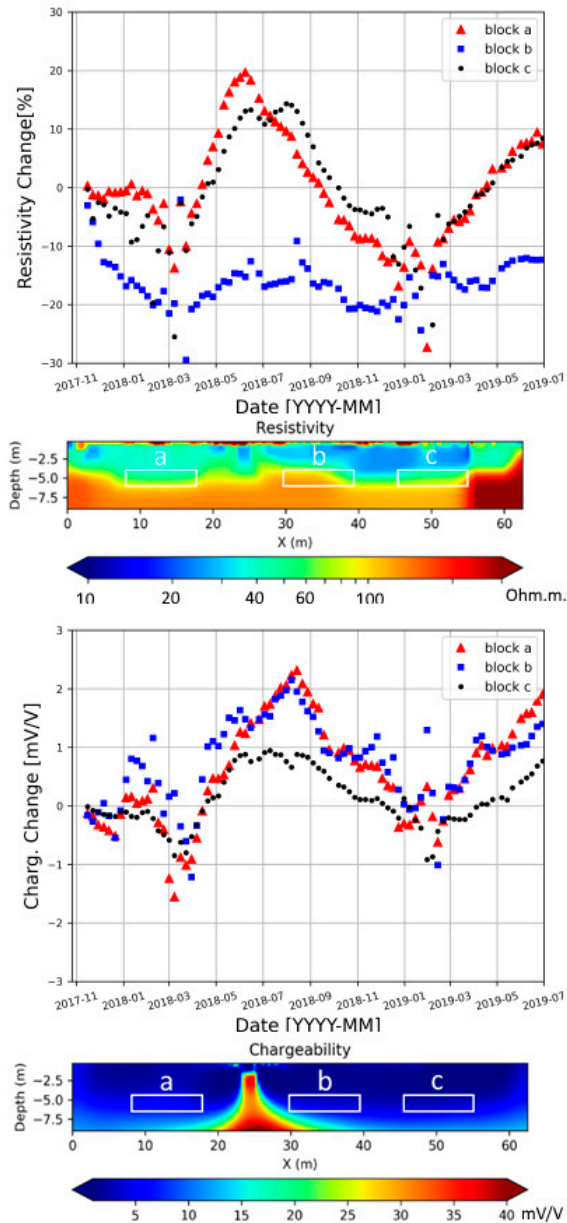 30
20
10
0
−10
−20
−30
Resistivity Change[%]
block a
block b
block c
2017-11 2018-01 2018-03 2018-05 2018-07 2018-09 2018-11 2019-01 2019-03 2019-05 2019-07
Date [YYYY-MM]
Resistivity
Depth (m)
−2.5
−5.0
−7.5
a b c
0 10 20 30 40 50 60
X (m)
10 20 40 60 100 Ohm.m.
3
2
1
0
−1
−2
−3
Charg. Change [mV/V]
block a
block b
block c
2017-11 2018-01 2018-03 2018-05 2018-07 2018-09 2018-11 2019-01 2019-03 2019-05 2019-07
Date [YYYY-MM]
Chargeability
Depth (m)
−2.5
−5.0
−7.5
a b c
0 10 20 30 40 50 60
X (m)
5 10 15 20 25 30 35 40 mV/V